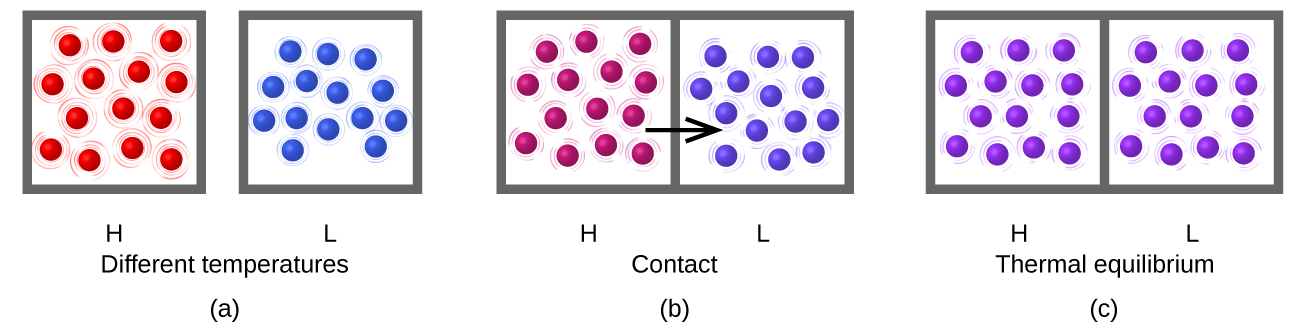 H
L
Different temperatures
(a)
H
L
Contact
(b)
H
L
Thermal equilibrium
(c)